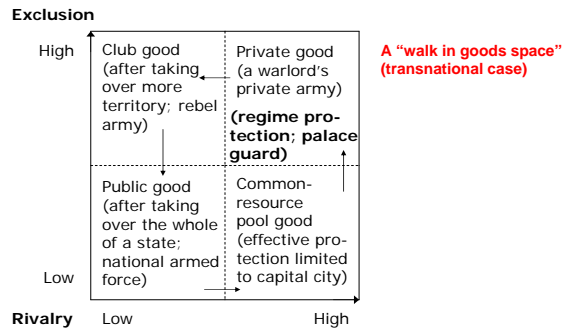 Exclusion
High
Club good
(after taking
over more
territory; rebel
army)
Private good
(a warlord’s
private army)
(regime pro-
tection; palace
guard)
A “walk in goods space”
(transnational case)
Public good
(after taking
over the whole
of a state;
national armed
force)
Common-
resource
pool good
(effective pro-
tection limited
to capital city)
Low
Rivalry Low High